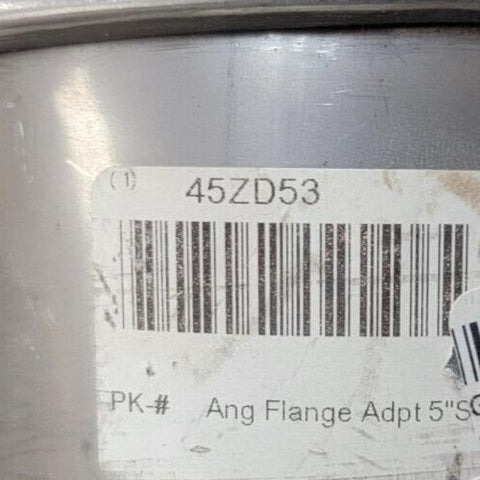 (1) 45ZD53
PK-# Ang Flange Adpt 5"S